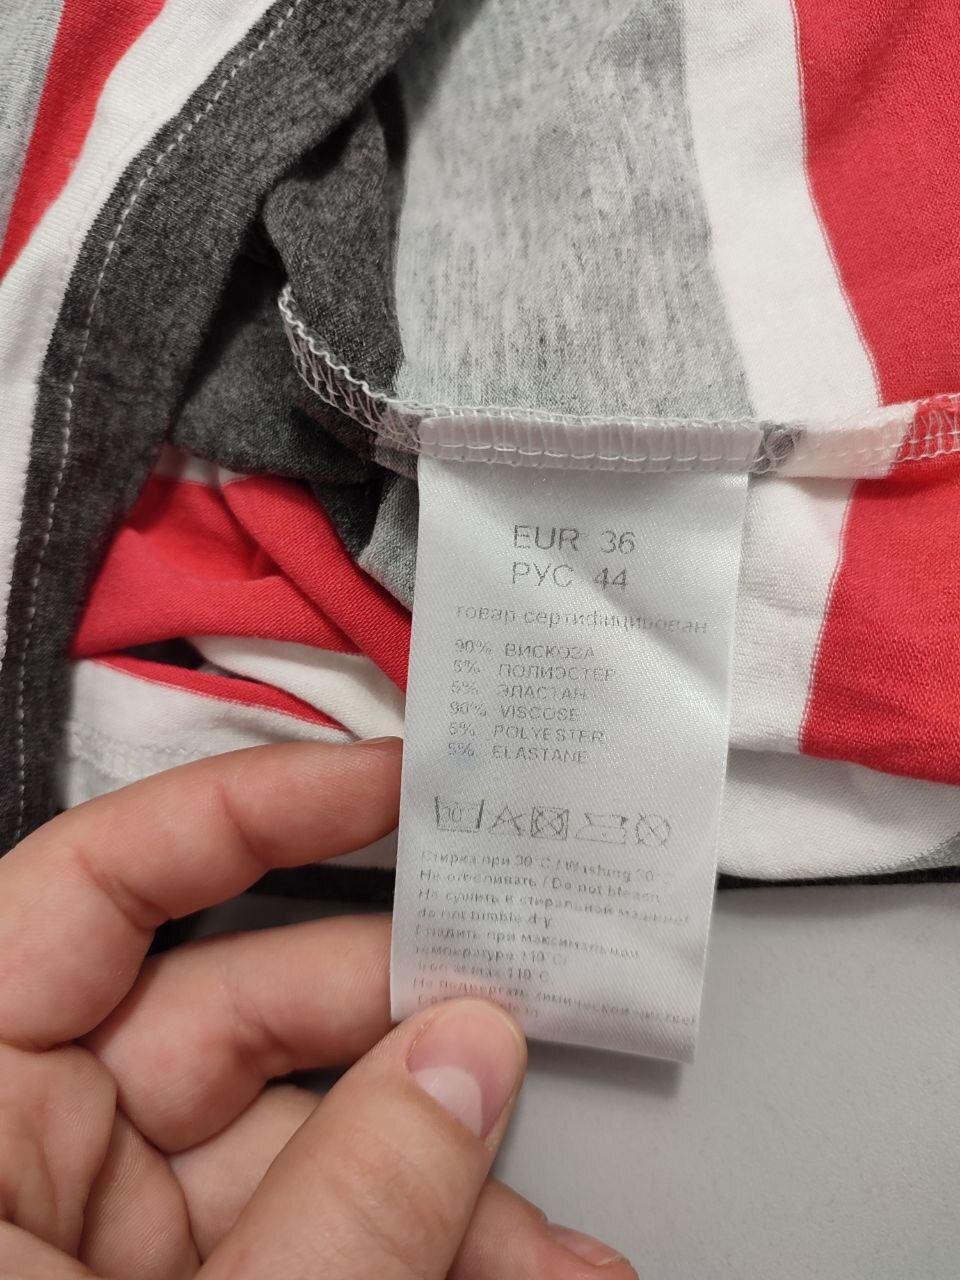 EUR 36
РУС 44
товар сертифицирован
90% ВИСКОЗА
5% ПОЛИЭСТЕР
5% ЭЛАСТАН
90% VISCOSE
5% POLYESTER
5% ELASTANE
30°
Стирка при 30°C / Washing 30
Не отбеливать / Do not bleach
Не сушить в стиральной машине/
do not tumble dry
Гладить при максимальной
температуре 110°C/
Iron at max 110°C
Не подвергать химической чистке/